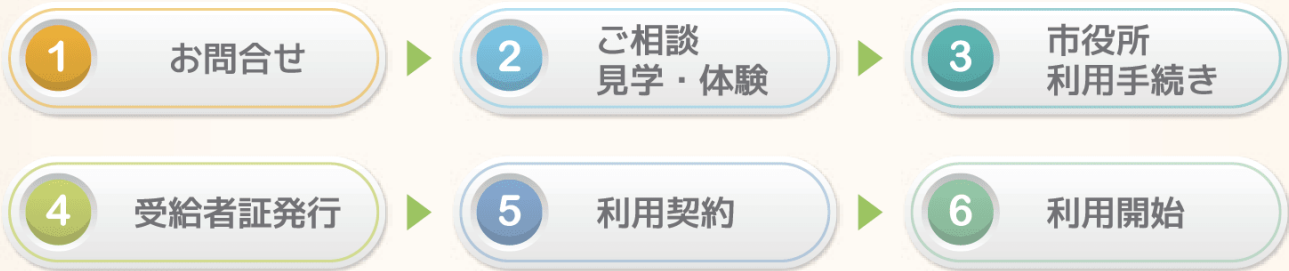 1 お問合せ
2 ご相談
見学・体験
3 市役所
利用手続き
4 受給者証発行
5 利用契約
6 利用開始